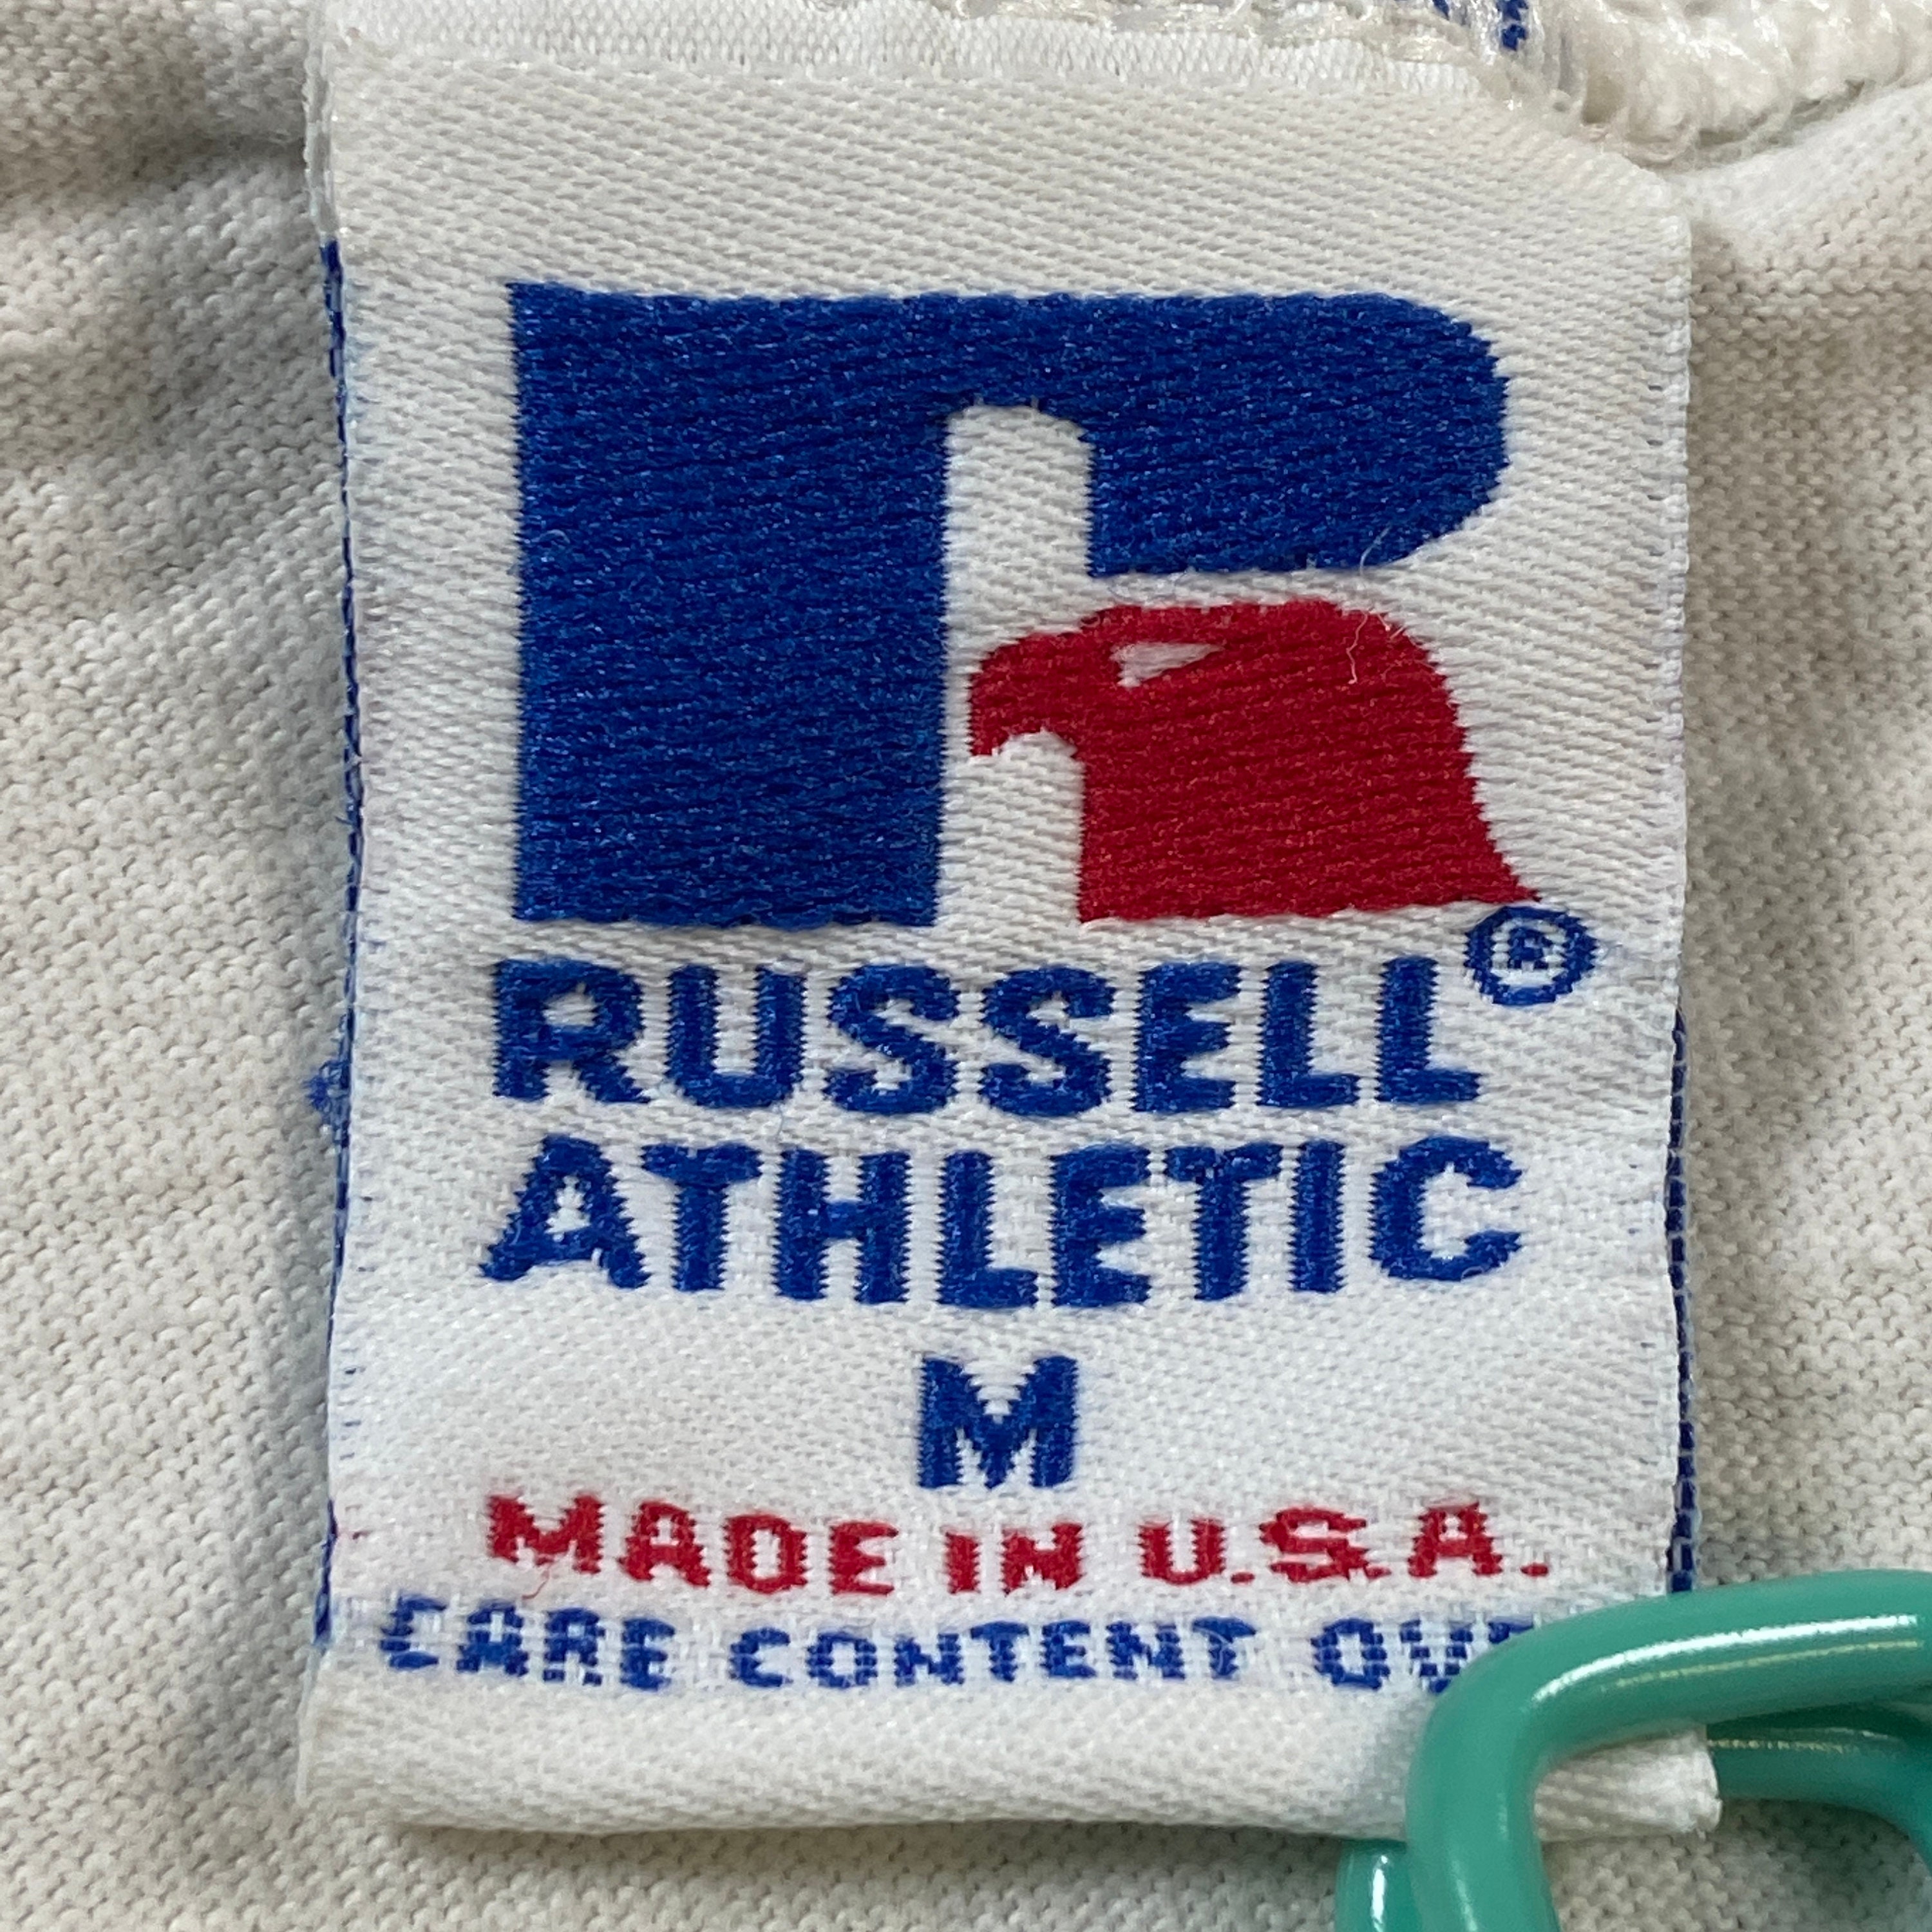 RUSSELL®
ATHLETIC
M
MADE IN U.S.A.
CARE CONTENT